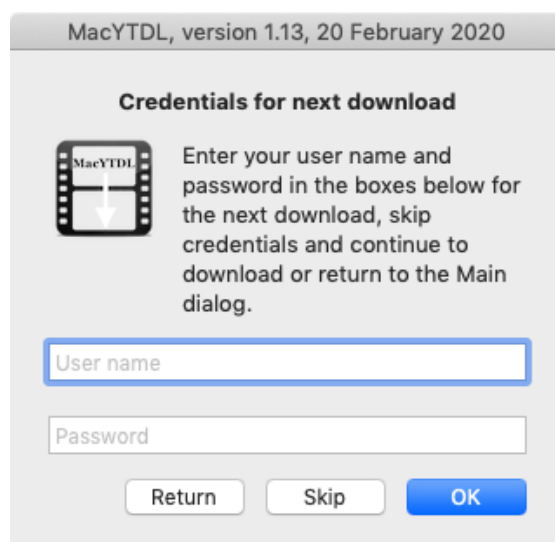 MacYTDL, version 1.13, 20 February 2020
Credentials for next download
MacYTDL
Enter your user name and
password in the boxes below for
the next download, skip
credentials and continue to
download or return to the Main
dialog.
User name
Password
Return Skip OK